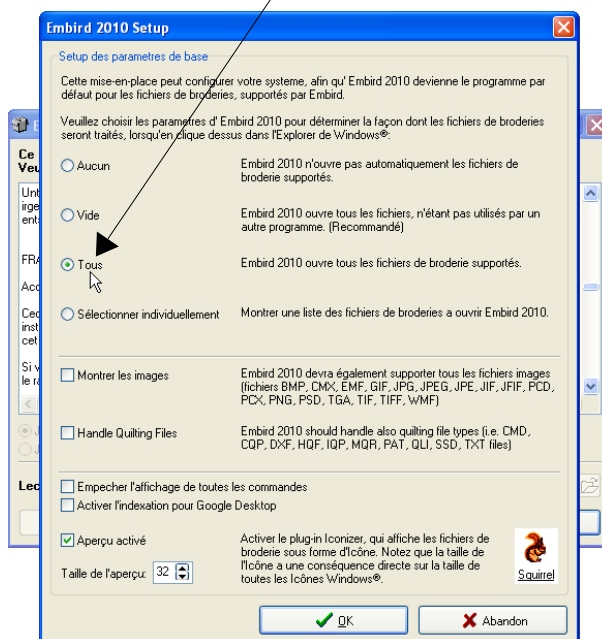 Embird 2010 Setup
Setup des parametres de base
Cette mise-en-place peut configurer votre systeme, afin qu' Embird 2010 devienne le programme par
défaut pour les fichiers de broderies, supportés par Embird.
Veuillez choisir les parametres d' Embird 2010 pour déterminer la façon dont les fichiers de broderies
seront traités, lorsqu'en clique dessus dans l'Explorer de Windows®:
Aucun
Embird 2010 n'ouvre pas automatiquement les fichiers de
broderie supportés.
Vide
Embird 2010 ouvre tous les fichiers, n'étant pas utilisés par un
autre programme. (Recommandé)
Tous
Embird 2010 ouvre tous les fichiers de broderie supportés.
Sélectionner individuellement
Montrer une liste des fichiers de broderies a ouvrir Embird 2010.
Montrer les images
Embird 2010 devra également supporter tous les fichiers images
(fichiers BMP, CMX, EMF, GIF, JPG, JPEG, JPE, JIF, JFIF, PCD,
PCX, PNG, PSD, TGA, TIF, TIFF, WMF)
Handle Quilting Files
Embird 2010 should handle also quilting file types (i.e. CMD,
CQP, DXF, HQF, IQP, MQR, PAT, QLI, SSD, TXT files)
Empecher l'affichage de toutes les commandes
Activer l'indexation pour Google Desktop
Aperçu activé
Activer le plug-in Iconizer, qui affiche les fichiers de
broderie sous forme d'Icône. Notez que la taille de
l'Icône a une conséquence directe sur la taille de
toutes les Icônes Windows®.
Taille de l'aperçu: 32
Squirrel
OK
Abandon
Ce
Veu
Unt
irge
ents
FRA
Acc
Ced
inst
cet
Si v
le ra
Lec